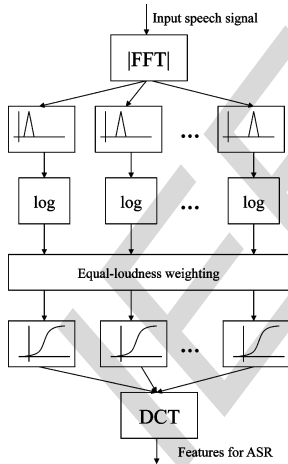 Input speech signal
|FFT|
...
log log ... log
Equal-loudness weighting
...
DCT
Features for ASR